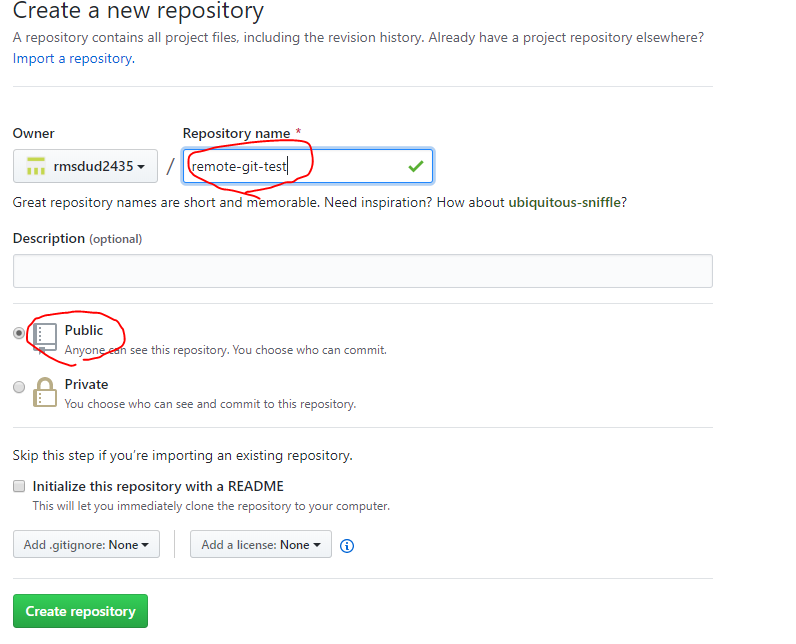 Create a new repository
A repository contains all project files, including the revision history. Already have a project repository elsewhere?
Import a repository.
Owner
Repository name *
rmsdud2435 / remote-git-test
Great repository names are short and memorable. Need inspiration? How about ubiquitous-sniffle?
Description (optional)
Public
Anyone can see this repository. You choose who can commit.
Private
You choose who can see and commit to this repository.
Skip this step if you’re importing an existing repository.
Initialize this repository with a README
This will let you immediately clone the repository to your computer.
Add .gitignore: None
Add a license: None
Create repository